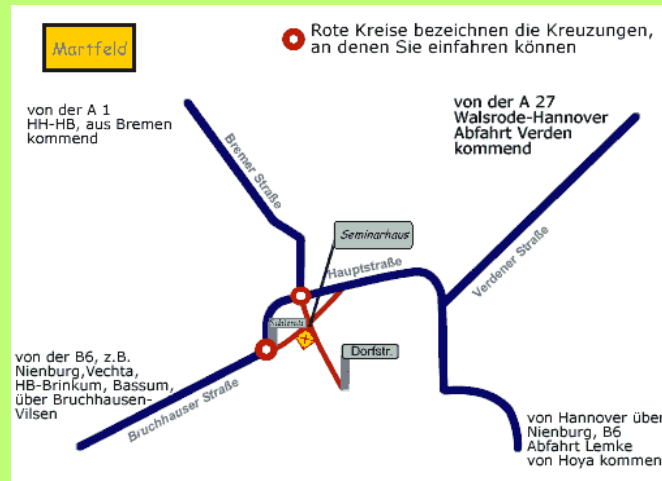 Martfeld
Rote Kreise bezeichnen die Kreuzungen,
an denen Sie einfahren können
von der A 1
HH-HB, aus Bremen
kommend
von der A 27
Walsrode-Hannover
Abfahrt Verden
kommend
Bremer Straße
Seminarhaus
Hauptstraße
Verdener Straße
Dorfstr.
von der B6, z.B.
Nienburg,Vechta,
HB-Brinkum, Bassum,
über Bruchhausen-
Vilsen
Bruchhauser Straße
von Hannover über
Nienburg, B6
Abfahrt Lemke
von Hoya kommen